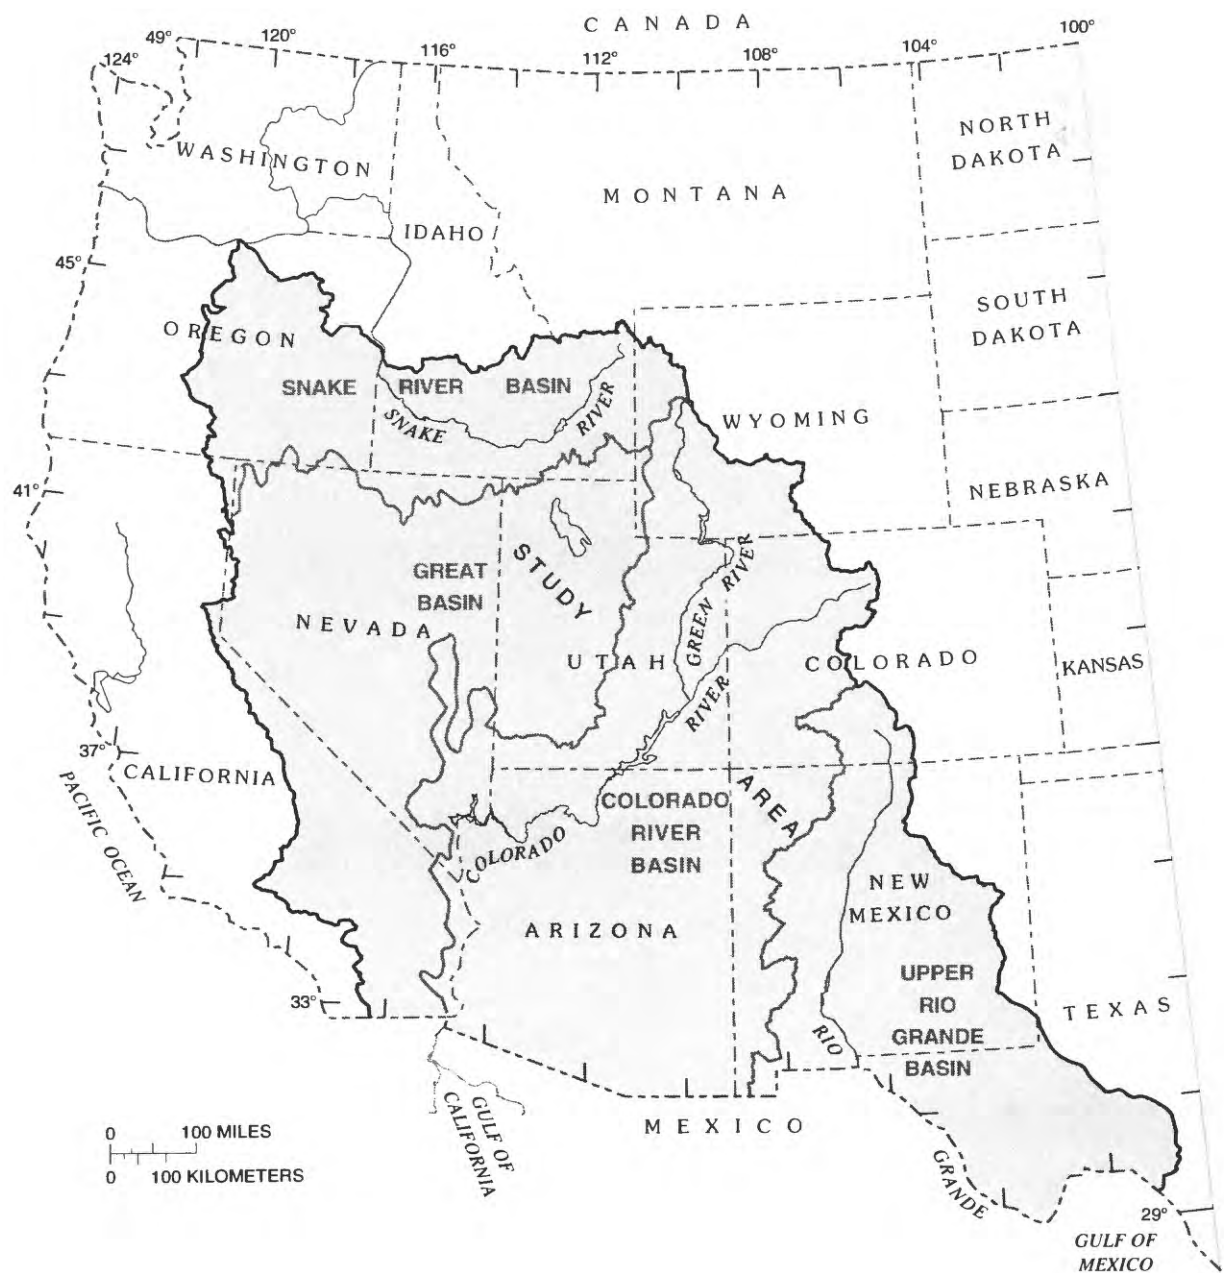 CANADA
124°
49°
120°
116°
112°
108°
104°
100°
WASHINGTON
MONTANA
NORTH
DAKOTA
IDAHO
45°
OREGON
SOUTH
DAKOTA
SNAKE RIVER BASIN
SNAKE
RIVER
WYOMING
41°
NEBRASKA
GREAT
BASIN
STUDY
NEVADA
UTAH
GREEN
RIVER
RIVER
COLORADO
KANSAS
37°
CALIFORNIA
PACIFIC OCEAN
AREA
COLORADO
RIVER
BASIN
COLORADO
NEW
MEXICO
ARIZONA
UPPER
RIO
GRANDE
BASIN
33°
TEXAS
RIO
MEXICO
GULF OF
CALIFORNIA
GRANDE
0 100 MILES
0 100 KILOMETERS
29°
GULF OF
MEXICO